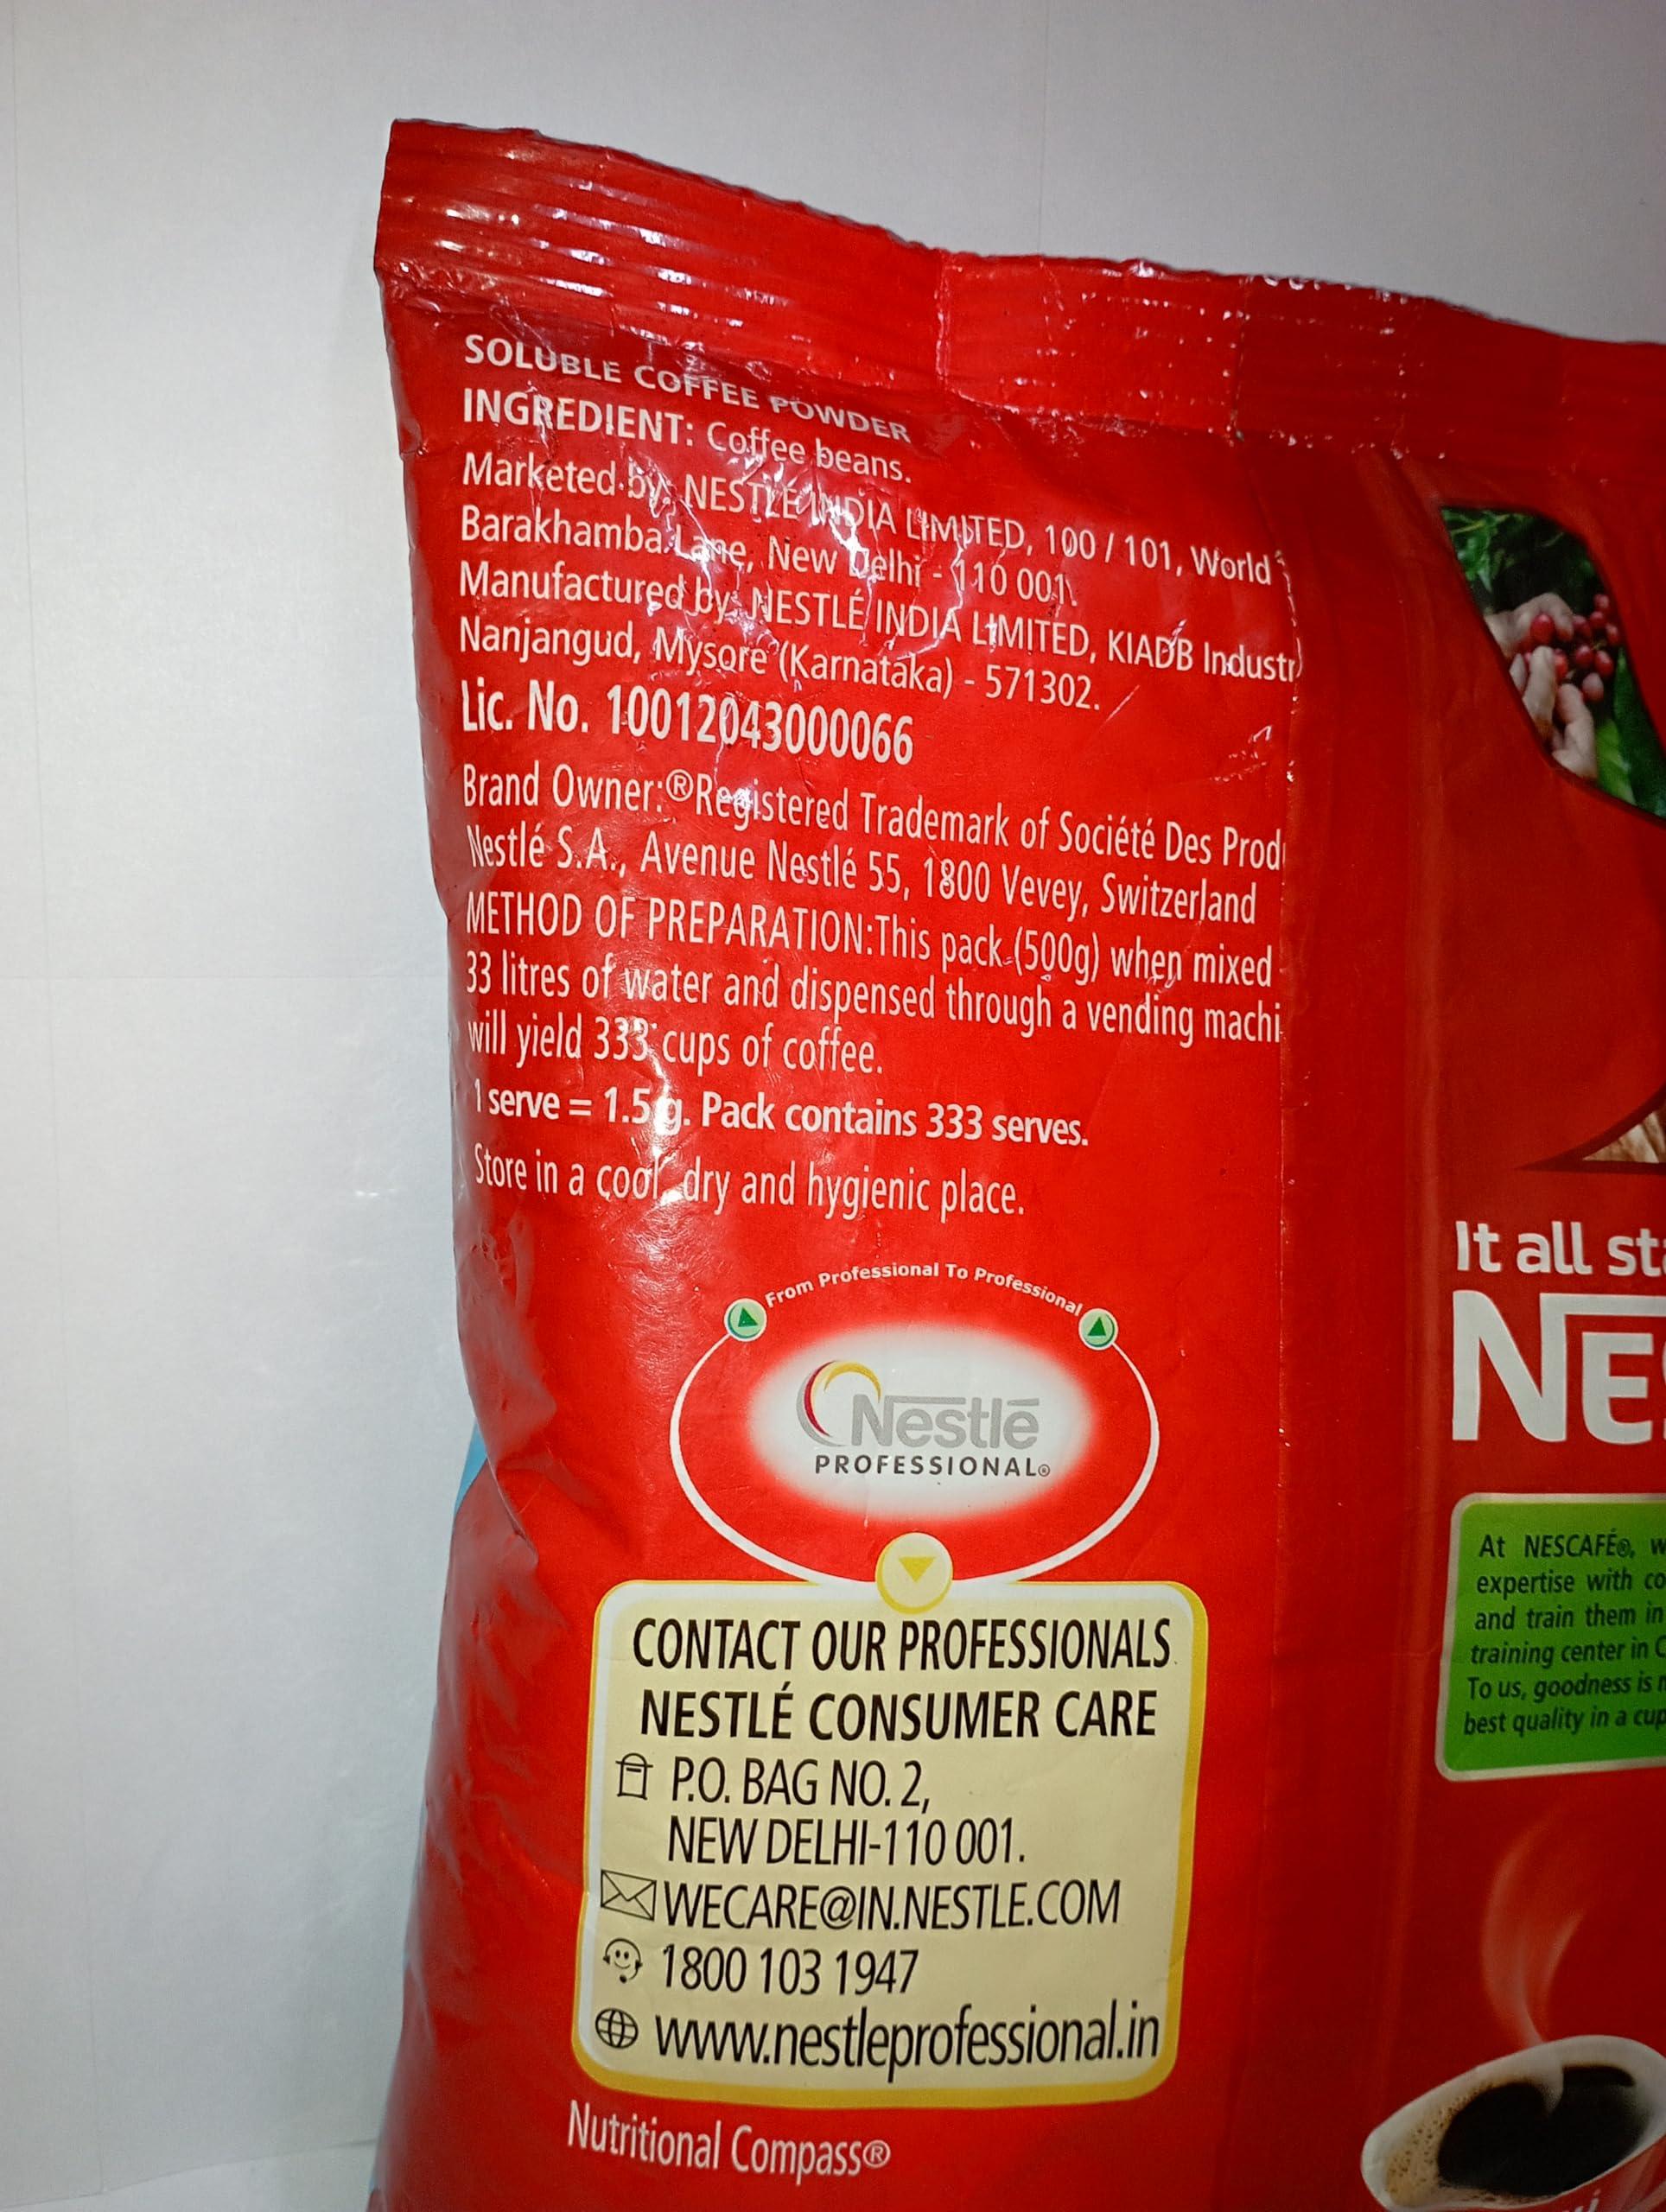 SOLUBLE COFFEE POWDER
INGREDIENT: Coffee beans.
Marketed by: NESTLÉ INDIA LIMITED, 100 / 101, World
Barakhamba Lane, New Delhi - 110 001.
Manufactured by: NESTLÉ INDIA LIMITED, KIADB Industr
Nanjangud, Mysore (Karnataka) - 571302.
Lic. No. 10012043000066
Brand Owner:®Registered Trademark of Société Des Prod
Nestlé S.A., Avenue Nestlé 55, 1800 Vevey, Switzerland
METHOD OF PREPARATION:This pack (500g) when mixed
33 litres of water and dispensed through a vending machi
will yield 333 cups of coffee.
1 serve = 1.5 g. Pack contains 333 serves.
Store in a cool, dry and hygienic place.
From Professional To Professional
Nestlé
PROFESSIONAL®
CONTACT OUR PROFESSIONALS
NESTLÉ CONSUMER CARE
P.O. BAG NO. 2,
NEW DELHI-110 001.
WECARE@IN.NESTLE.COM
1800 103 1947
www.nestleprofessional.in
Nutritional Compass®
It all sta
NES
At NESCAFÉ®, w
expertise with co
and train them in
training center in C
To us, goodness is
best quality in a cup